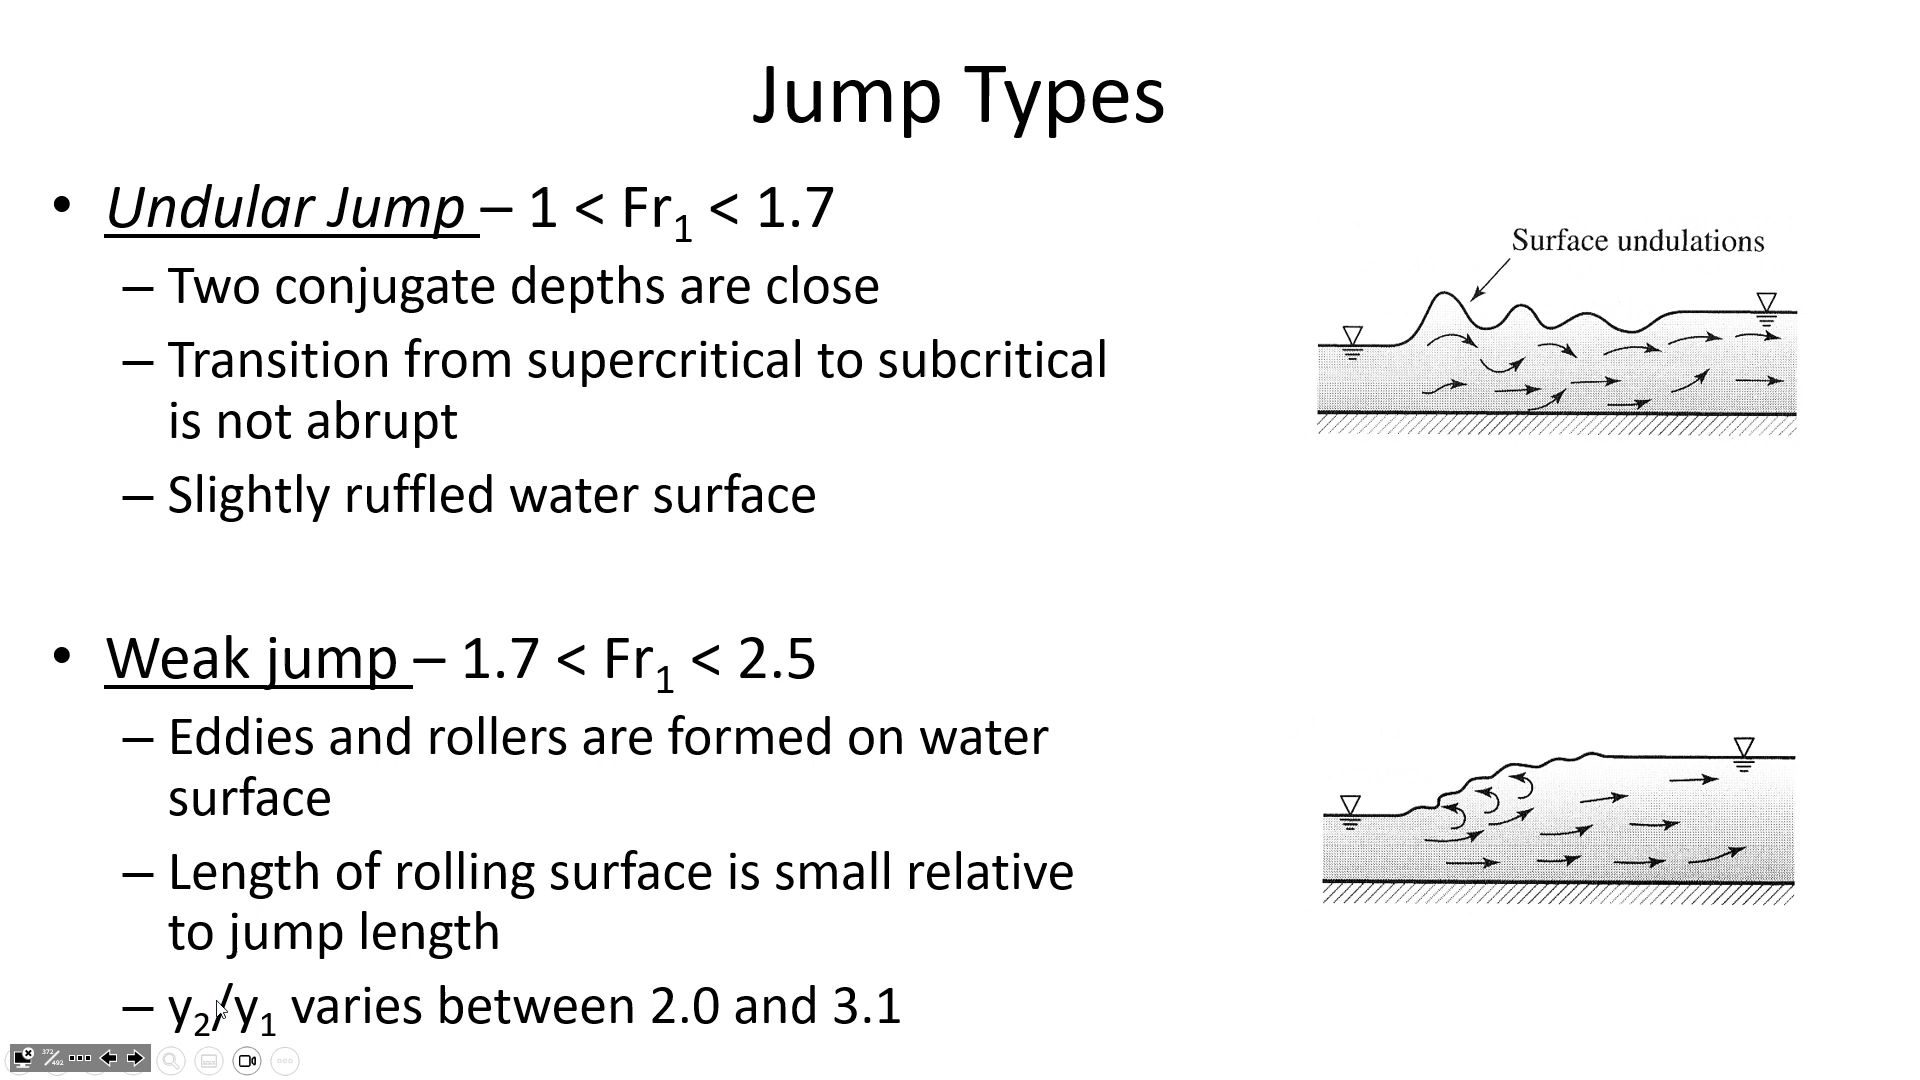 Jump Types
• Undular Jump – 1 < Fr₁ < 1.7
– Two conjugate depths are close
– Transition from supercritical to subcritical
is not abrupt
– Slightly ruffled water surface
Surface undulations
• Weak jump – 1.7 < Fr₁ < 2.5
– Eddies and rollers are formed on water
surface
– Length of rolling surface is small relative
to jump length
– y₂/y₁ varies between 2.0 and 3.1
372/402